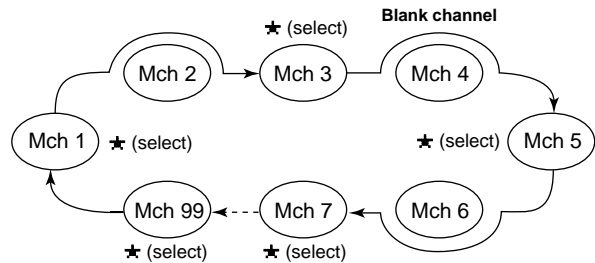 Blank channel
★ (select)
Mch 2
Mch 3
Mch 4
Mch 1
★ (select)
★ (select)
Mch 5
Mch 99
Mch 7
Mch 6
★ (select)
★ (select)